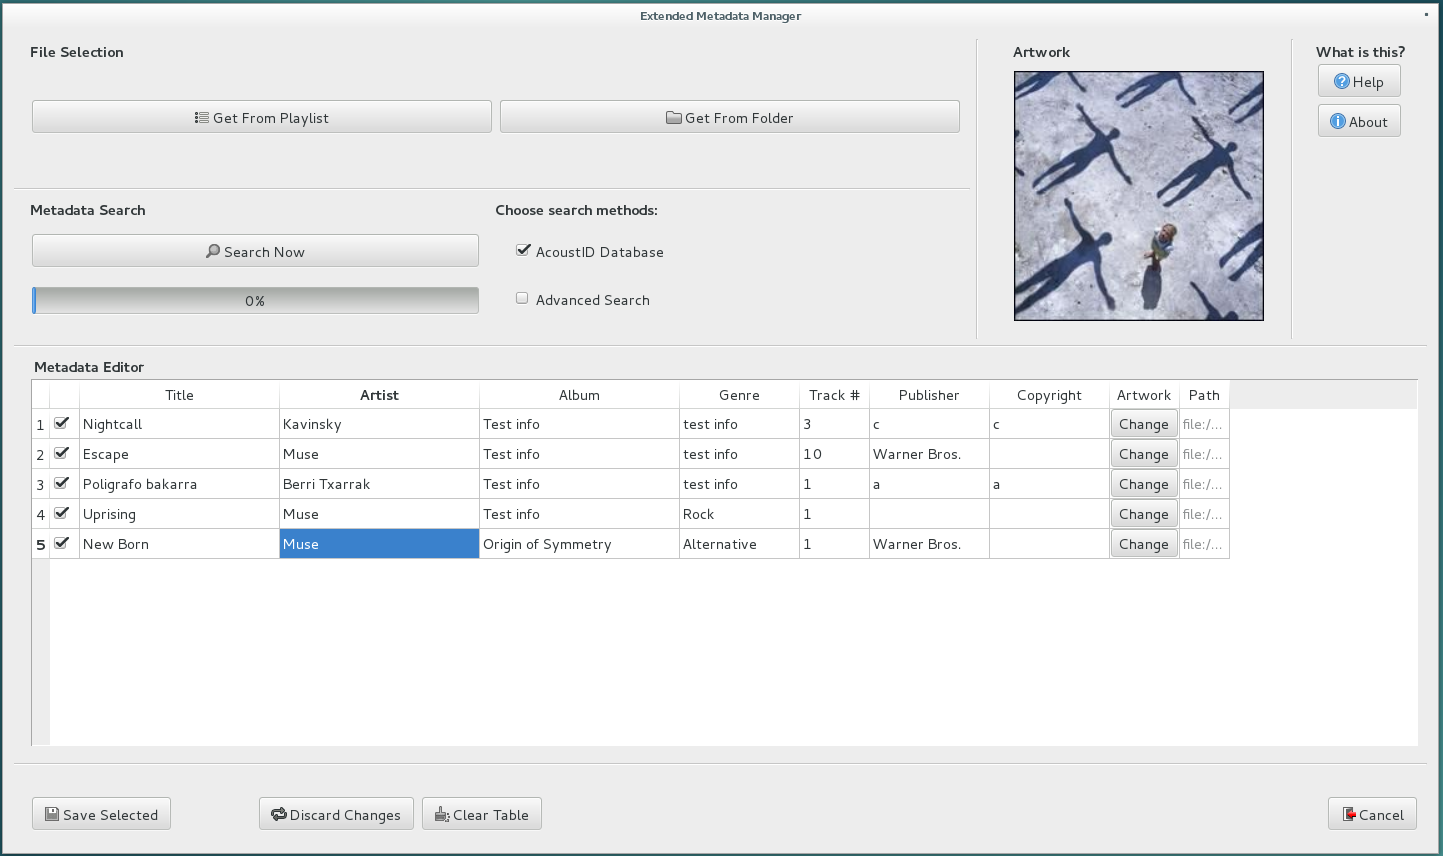 Extended Metadata Manager
File Selection
Get From Playlist
Get From Folder
Artwork
What is this?
Help
About
Metadata Search
Choose search methods:
Search Now
AcoustID Database
0%
Advanced Search
Metadata Editor
Title Artist Album Genre Track # Publisher Copyright Artwork Path
1 Nightcall Kavinsky Test info test info 3 c c Change file:/...
2 Escape Muse Test info test info 10 Warner Bros. Change file:/...
3 Poligrafo bakarra Berri Txarrak Test info test info 1 a a Change file:/...
4 Uprising Muse Test info Rock 1 Change file:/...
5 New Born Muse Origin of Symmetry Alternative 1 Warner Bros. Change file:/...
Save Selected Discard Changes Clear Table Cancel